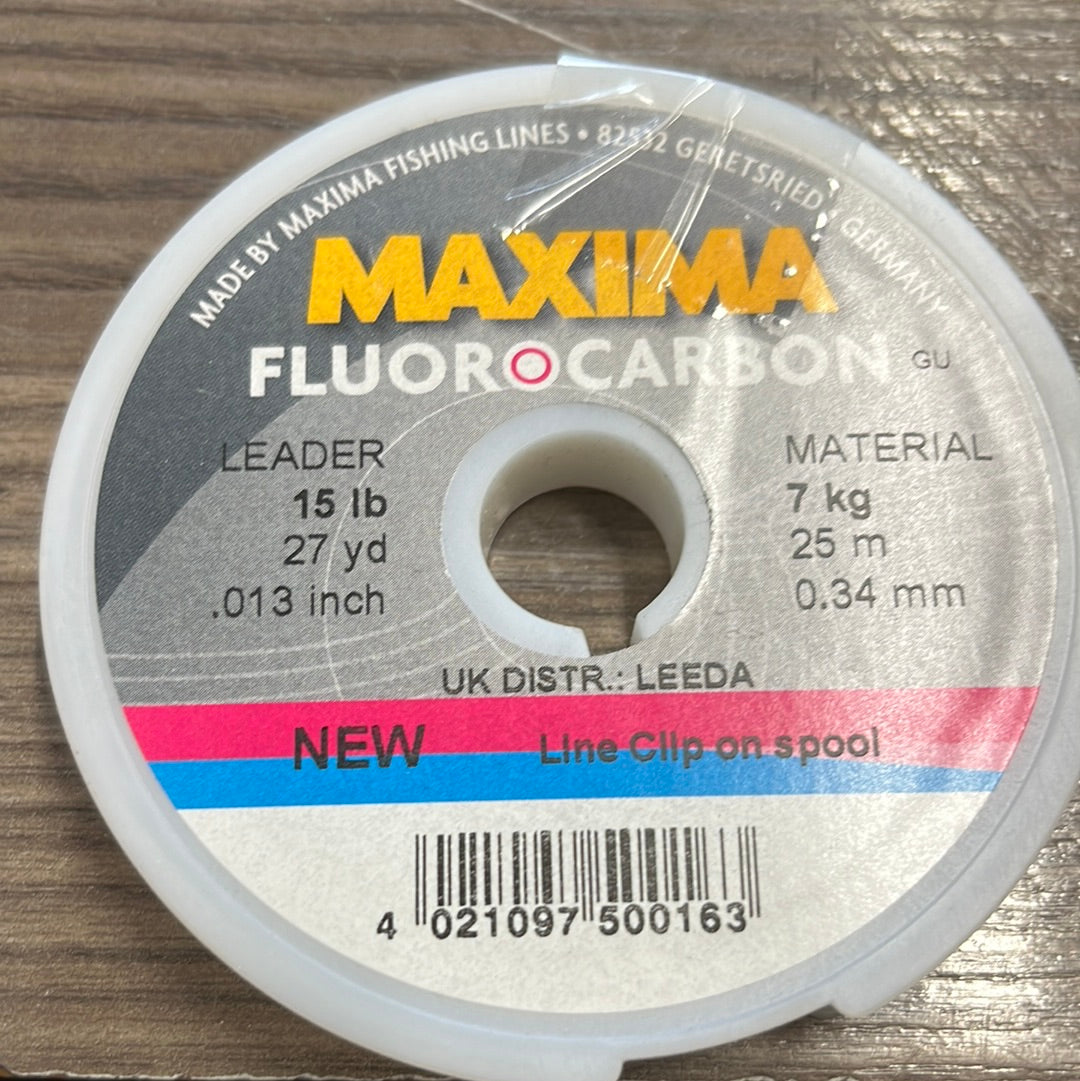 MADE BY MAXIMA FISHING LINES • 82532 GERETSRIED • GERMANY
MAXIMA
FLUOROCARBON GU
LEADER MATERIAL
15 lb 7 kg
27 yd 25 m
.013 inch 0.34 mm
UK DISTR.: LEEDA
NEW Line Clip on spool
4 021097 500163